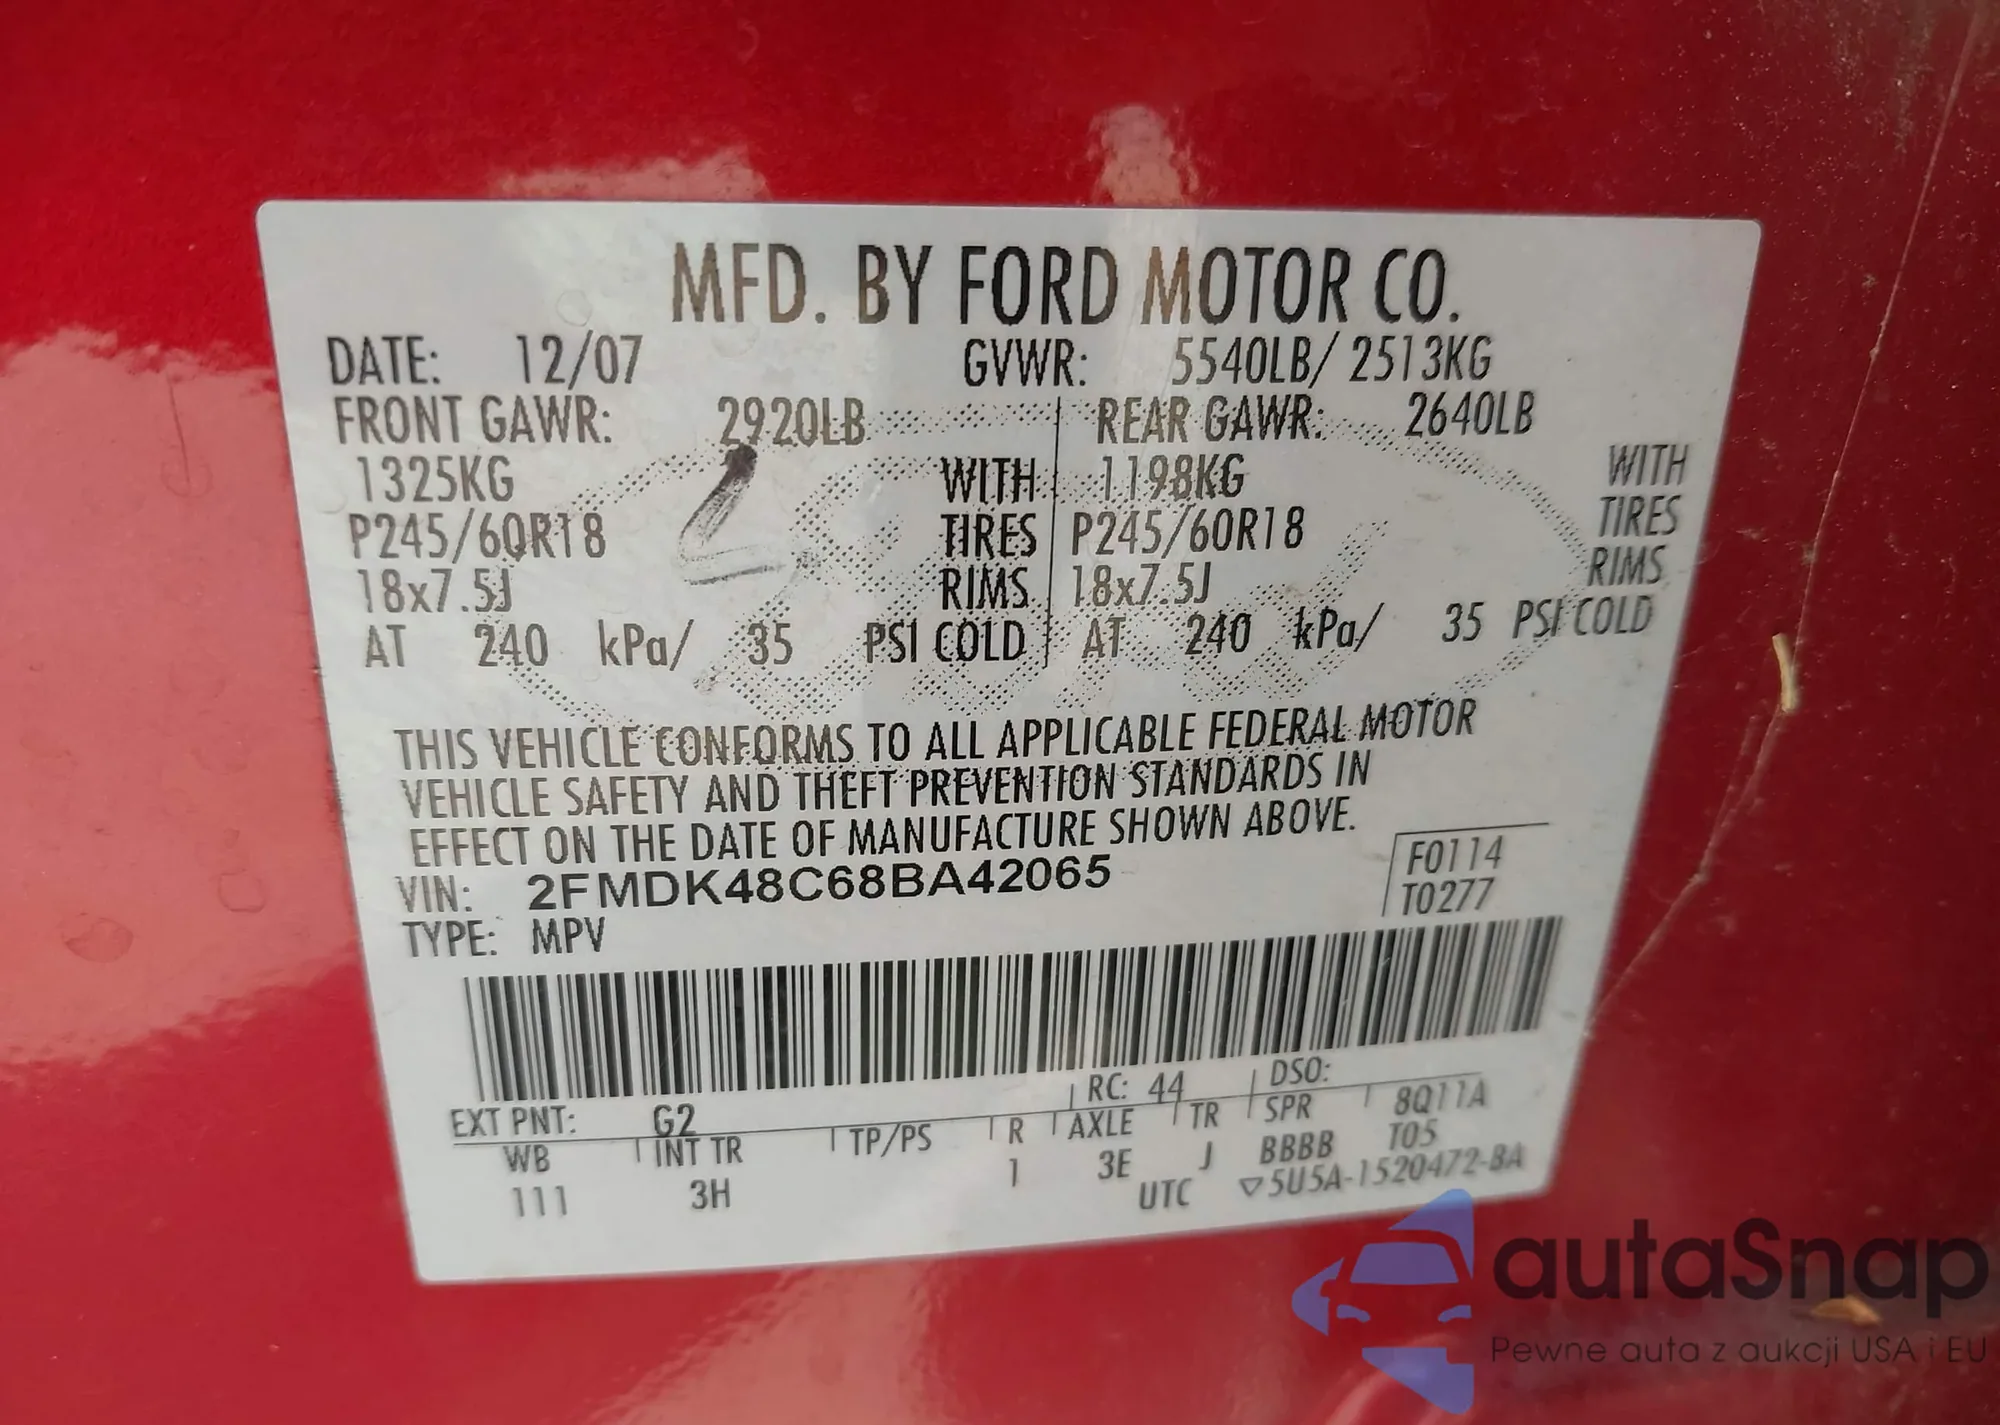 MFD. BY FORD MOTOR CO.
DATE: 12/07 GVWR: 5540LB/ 2513KG
FRONT GAWR: 2920LB REAR GAWR: 2640LB
1325KG WITH 1198KG WITH
P245/60R18 TIRES P245/60R18 TIRES
18x7.5J RIMS 18x7.5J RIMS
AT 240 kPa/ 35 PSI COLD AT 240 kPa/ 35 PSI COLD
THIS VEHICLE CONFORMS TO ALL APPLICABLE FEDERAL MOTOR
VEHICLE SAFETY AND THEFT PREVENTION STANDARDS IN
EFFECT ON THE DATE OF MANUFACTURE SHOWN ABOVE.
VIN: 2FMDK48C68BA42065 F0114
TYPE: MPV T0277
EXT PNT: G2 RC: 44 DSO:
WB INT TR TP/PS R AXLE TR SPR 8Q11A
111 3H 1 3E J BBBB T05
UTC ▽5U5A-1520472-BA
autaSnap
Pewne auta z aukcji USA i EU